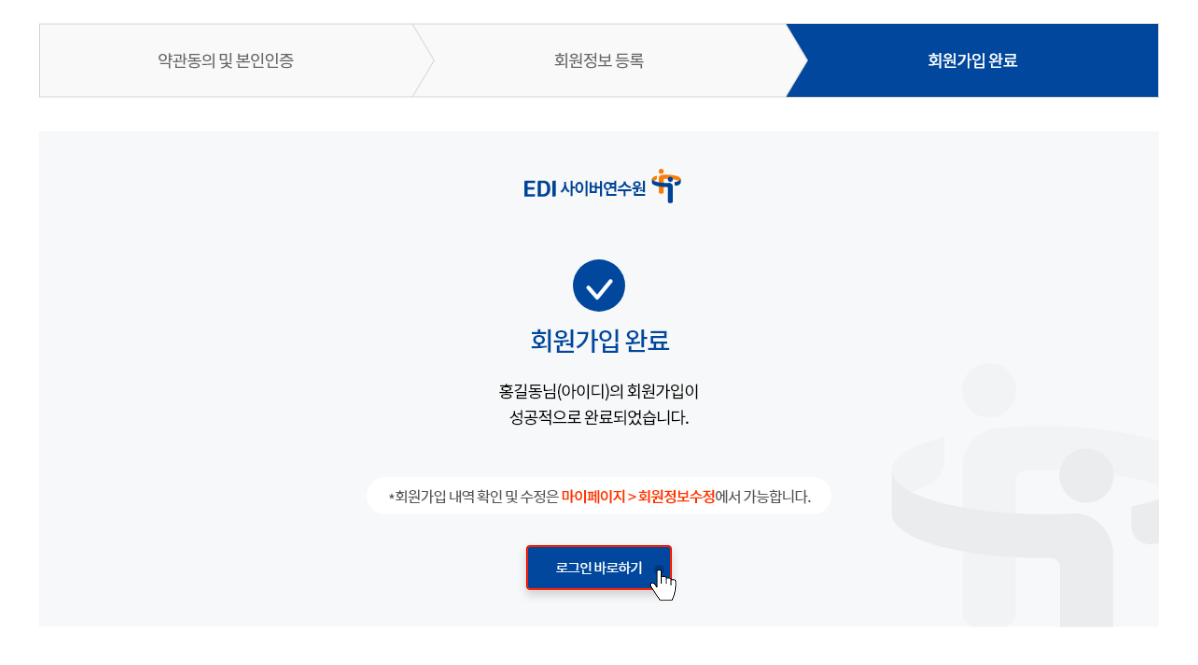 약관동의 및 본인인증
회원정보 등록
회원가입 완료
EDI 사이버연수원
회원가입 완료
홍길동님(아이디)의 회원가입이
성공적으로 완료되었습니다.
*회원가입 내역 확인 및 수정은 마이페이지 > 회원정보수정에서 가능합니다.
로그인 바로하기